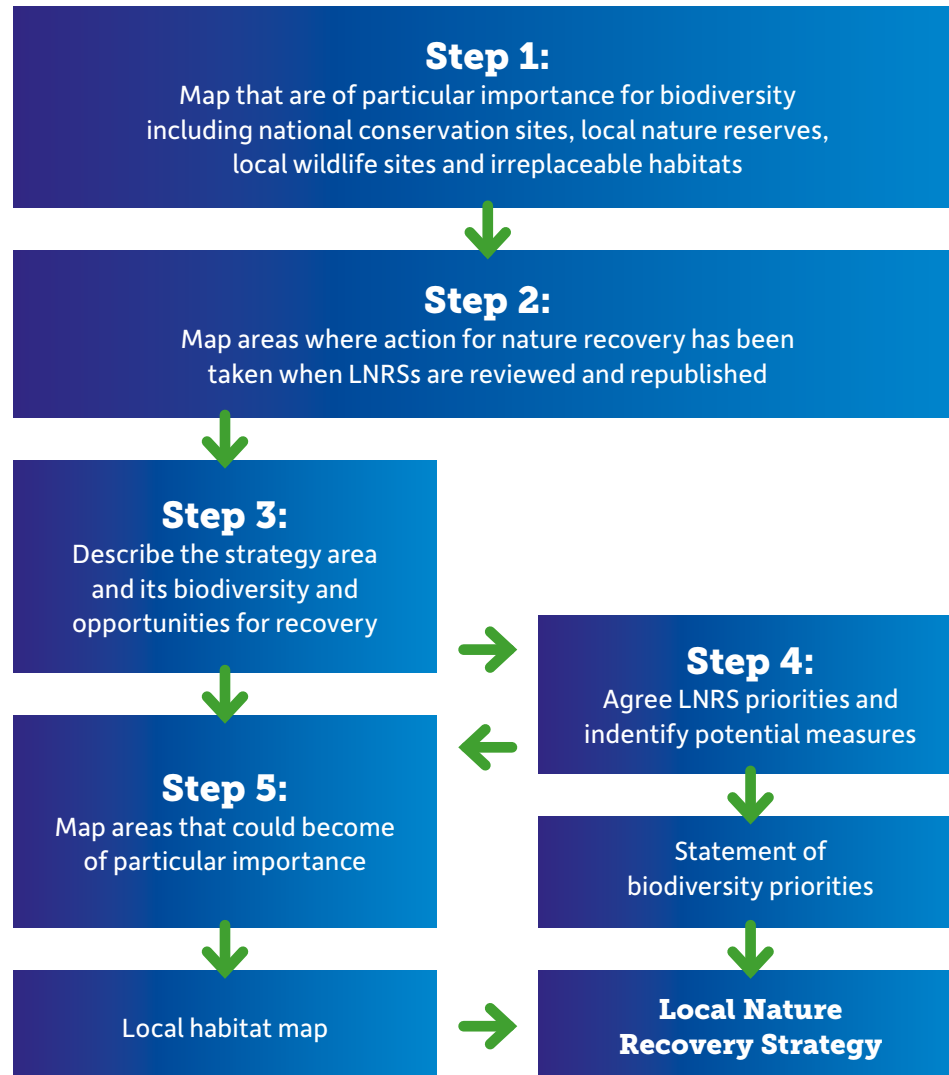 Step 1:
Map that are of particular importance for biodiversity
including national conservation sites, local nature reserves,
local wildlife sites and irreplaceable habitats
Step 2:
Map areas where action for nature recovery has been
taken when LNRSs are reviewed and republished
Step 3:
Describe the strategy area
and its biodiversity and
opportunities for recovery
Step 4:
Agree LNRS priorities and
indentify potential measures
Step 5:
Map areas that could become
of particular importance
Statement of
biodiversity priorities
Local habitat map
Local Nature
Recovery Strategy